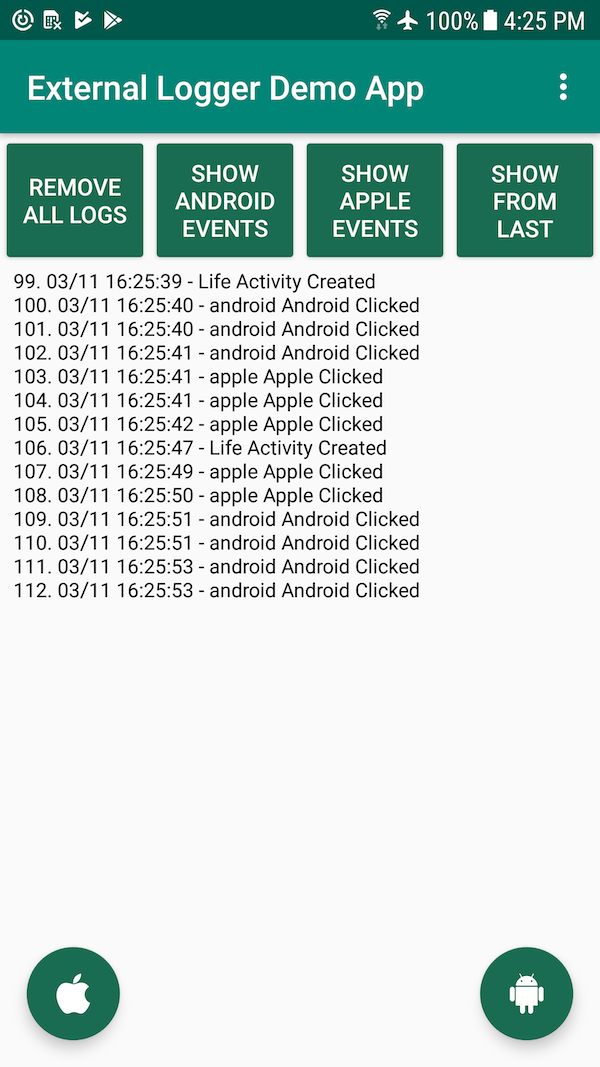 100% 4:25 PM
External Logger Demo App
REMOVE
ALL LOGS
SHOW
ANDROID
EVENTS
SHOW
APPLE
EVENTS
SHOW
FROM
LAST
99. 03/11 16:25:39 - Life Activity Created
100. 03/11 16:25:40 - android Android Clicked
101. 03/11 16:25:40 - android Android Clicked
102. 03/11 16:25:41 - android Android Clicked
103. 03/11 16:25:41 - apple Apple Clicked
104. 03/11 16:25:41 - apple Apple Clicked
105. 03/11 16:25:42 - apple Apple Clicked
106. 03/11 16:25:47 - Life Activity Created
107. 03/11 16:25:49 - apple Apple Clicked
108. 03/11 16:25:50 - apple Apple Clicked
109. 03/11 16:25:51 - android Android Clicked
110. 03/11 16:25:51 - android Android Clicked
111. 03/11 16:25:53 - android Android Clicked
112. 03/11 16:25:53 - android Android Clicked